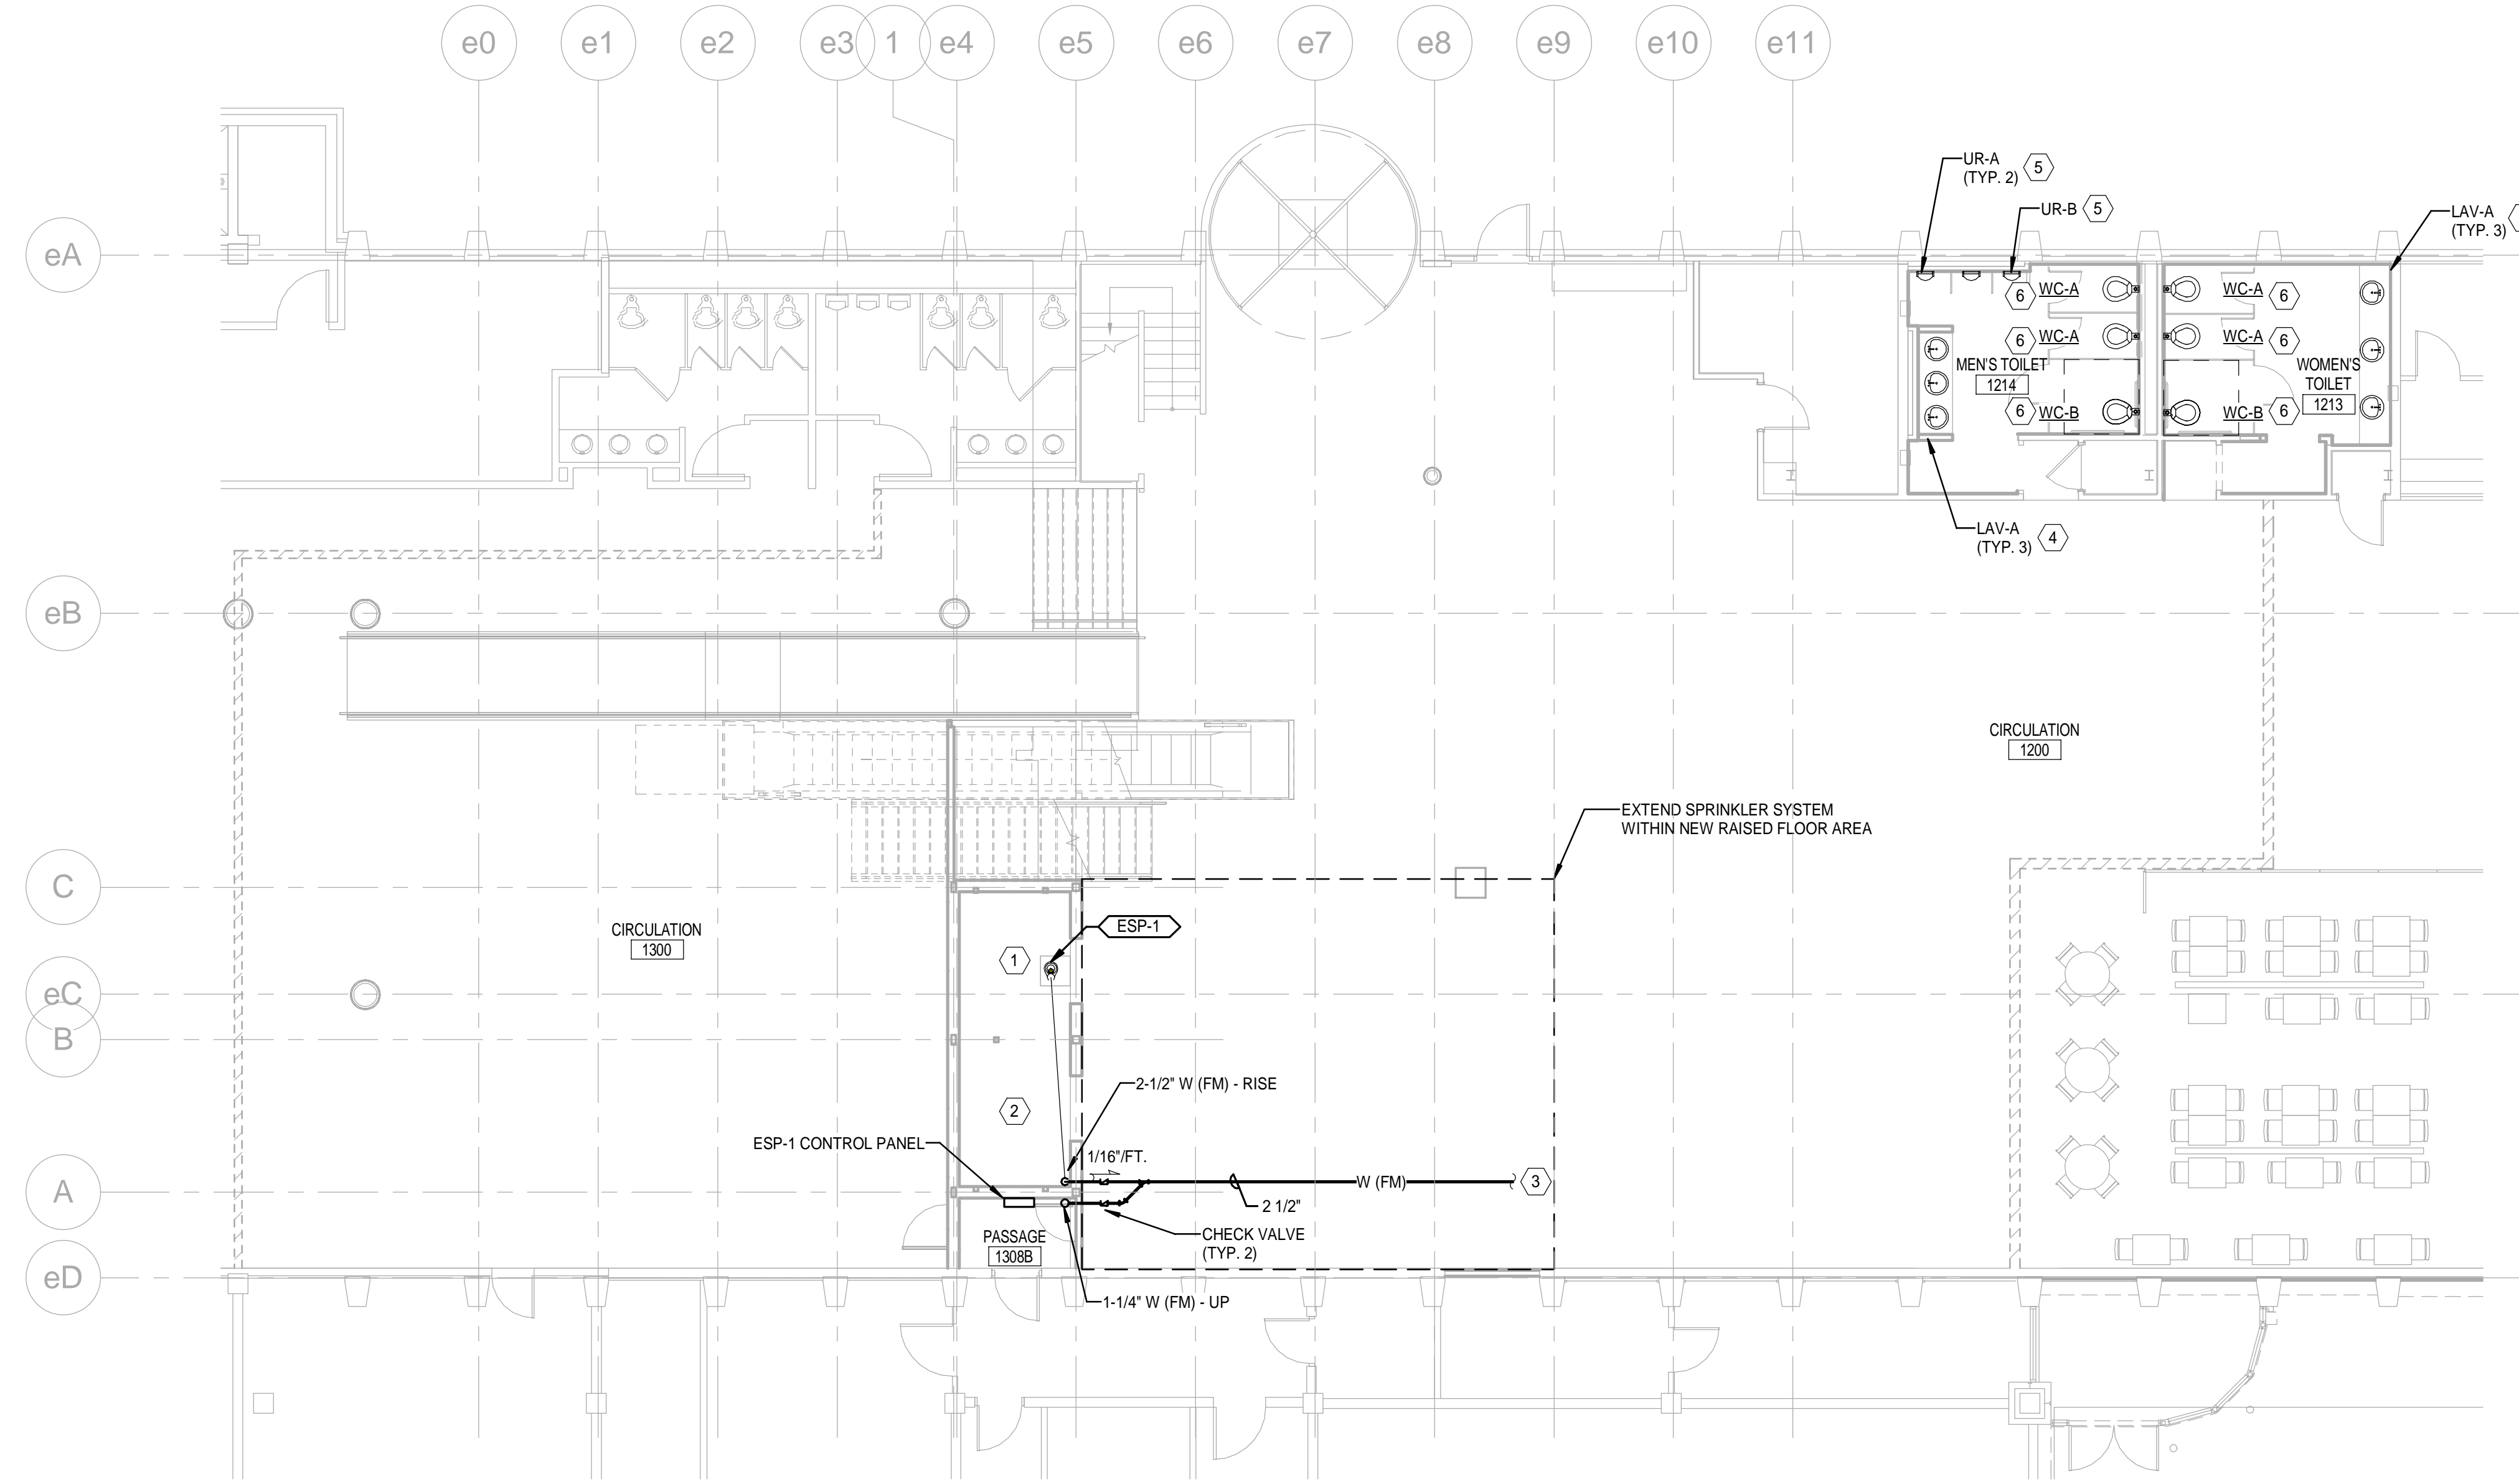 e0
e1
e2
e3
1
e4
e5
e6
e7
e8
e9
e10
e11
UR-A
(TYP. 2)
5
UR-B
5
LAV-A
(TYP. 3)
eA
6
WC-A
WC-A
6
6
WC-A
WC-A
6
MEN'S TOILET
1214
WOMEN'S
TOILET
1213
6
WC-B
WC-B
6
LAV-A
(TYP. 3)
4
eB
CIRCULATION
1200
EXTEND SPRINKLER SYSTEM
WITHIN NEW RAISED FLOOR AREA
C
CIRCULATION
1300
ESP-1
1
eC
B
2
2-1/2" W (FM) - RISE
ESP-1 CONTROL PANEL
1/16"/FT.
A
W (FM)
3
2 1/2"
PASSAGE
1308B
CHECK VALVE
(TYP. 2)
eD
1-1/4" W (FM) - UP